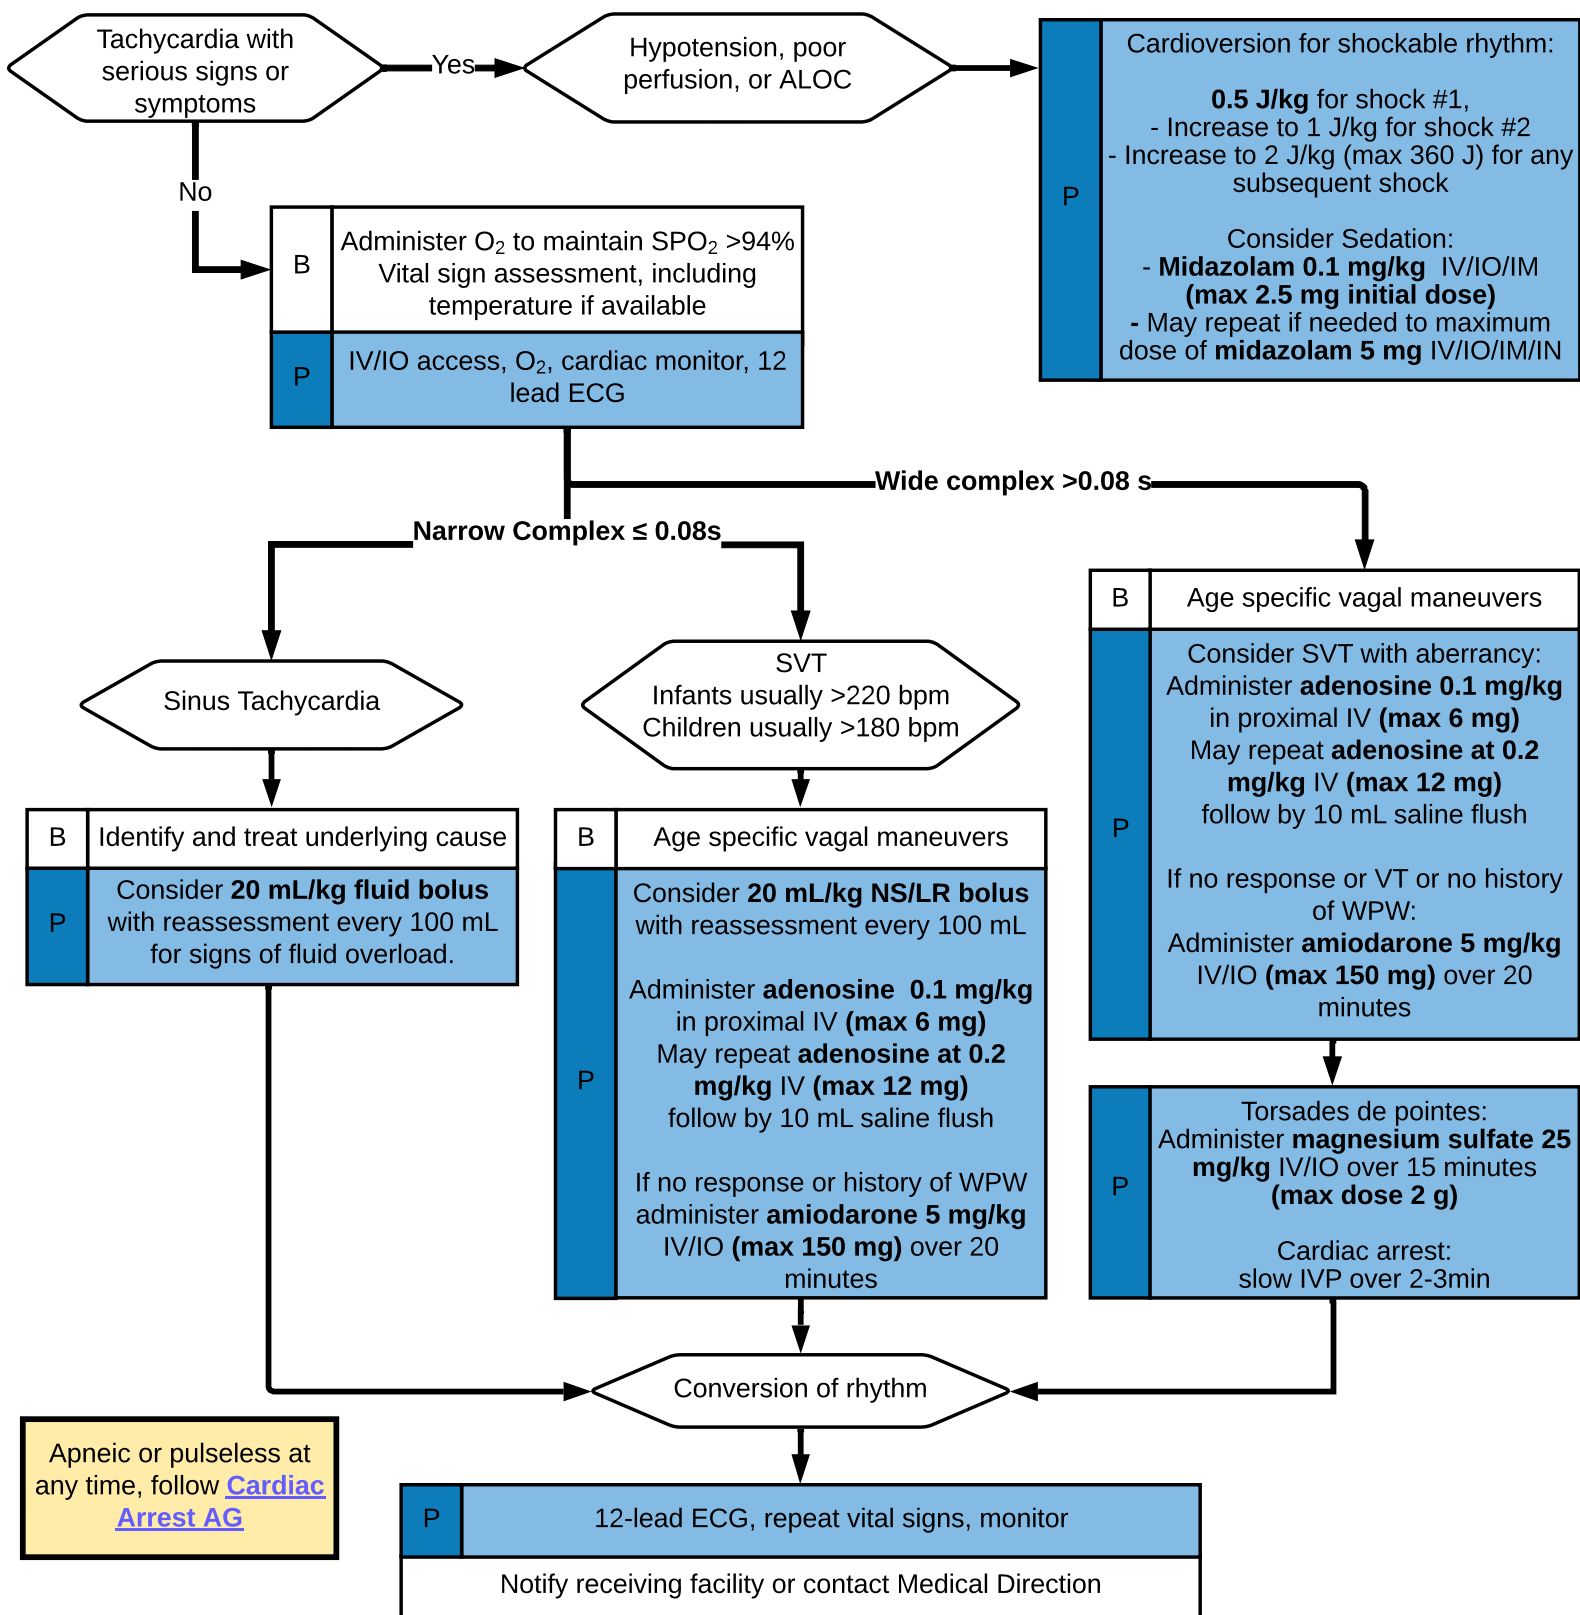 Tachycardia with
serious signs or
symptoms
Yes
Hypotension, poor
perfusion, or ALOC
P
Cardioversion for shockable rhythm:
0.5 J/kg for shock #1,
- Increase to 1 J/kg for shock #2
- Increase to 2 J/kg (max 360 J) for any
subsequent shock
Consider Sedation:
- Midazolam 0.1 mg/kg  IV/IO/IM
(max 2.5 mg initial dose)
- May repeat if needed to maximum
dose of midazolam 5 mg IV/IO/IM/IN
No
B
Administer O₂ to maintain SPO₂ >94%
Vital sign assessment, including
temperature if available
P
IV/IO access, O₂, cardiac monitor, 12
lead ECG
Wide complex >0.08 s
Narrow Complex ≤ 0.08s
Sinus Tachycardia
B
Identify and treat underlying cause
P
Consider 20 mL/kg fluid bolus
with reassessment every 100 mL
for signs of fluid overload.
SVT
Infants usually >220 bpm
Children usually >180 bpm
B
Age specific vagal maneuvers
P
Consider 20 mL/kg NS/LR bolus
with reassessment every 100 mL
Administer adenosine  0.1 mg/kg
in proximal IV (max 6 mg)
May repeat adenosine at 0.2
mg/kg IV (max 12 mg)
follow by 10 mL saline flush
If no response or history of WPW
administer amiodarone 5 mg/kg
IV/IO (max 150 mg) over 20
minutes
B
Age specific vagal maneuvers
P
Consider SVT with aberrancy:
Administer adenosine 0.1 mg/kg
in proximal IV (max 6 mg)
May repeat adenosine at 0.2
mg/kg IV (max 12 mg)
follow by 10 mL saline flush
If no response or VT or no history
of WPW:
Administer amiodarone 5 mg/kg
IV/IO (max 150 mg) over 20
minutes
P
Torsades de pointes:
Administer magnesium sulfate 25
mg/kg IV/IO over 15 minutes
(max dose 2 g)
Cardiac arrest:
slow IVP over 2-3min
Conversion of rhythm
Apneic or pulseless at
any time, follow Cardiac
Arrest AG
P
12-lead ECG, repeat vital signs, monitor
Notify receiving facility or contact Medical Direction